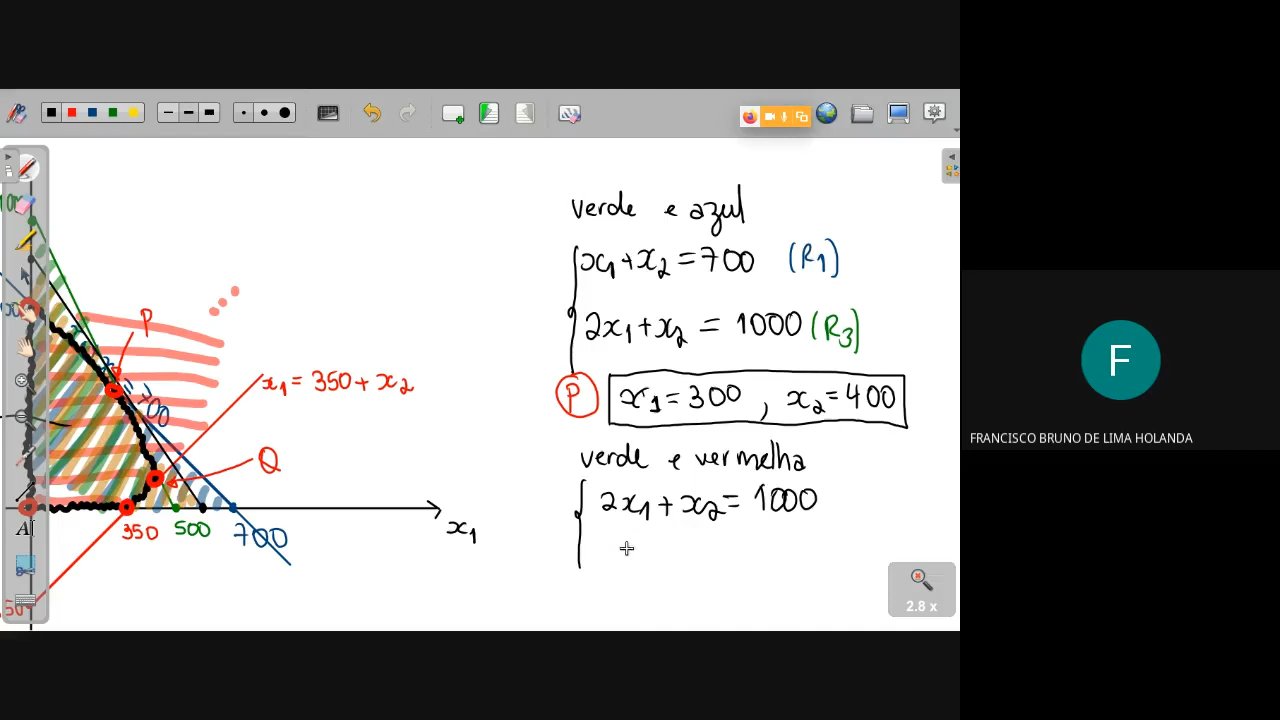 verde e azul
x₁+x₂ = 700 (R₁)
2x₁+x₂ = 1000 (R₃)
P x₁ = 300 , x₂ = 400
verde e vermelha
2x₁+x₂ = 1000
P
700
x₁ = 350 + x₂
Q
350 500 700 x₁
2.8 x
F
FRANCISCO BRUNO DE LIMA HOLANDA